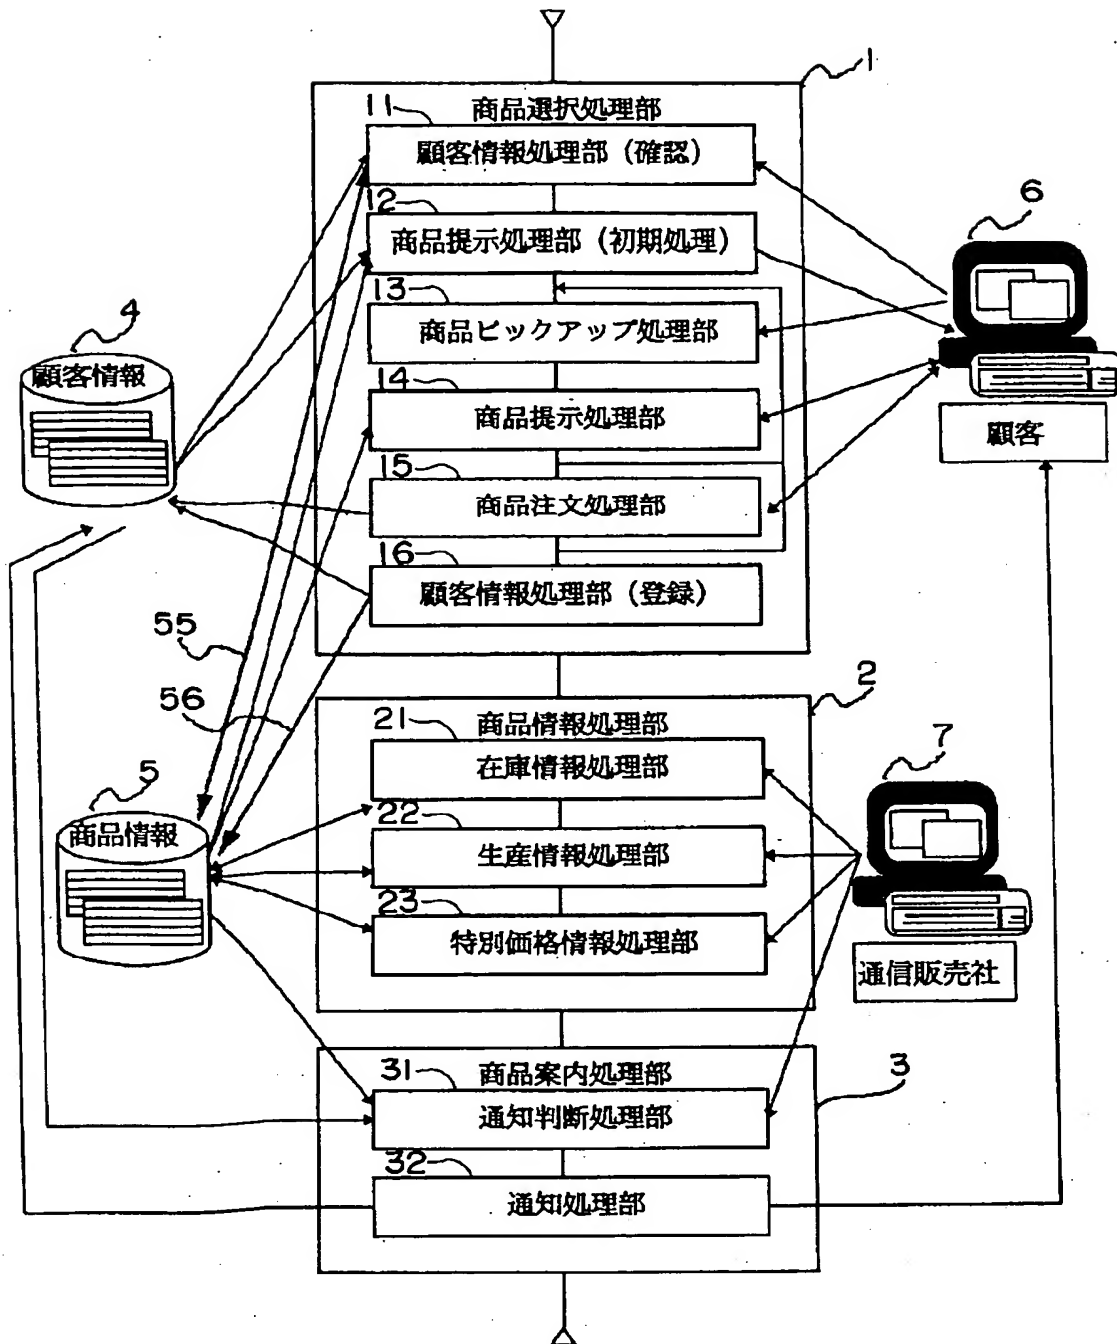 1
商品選択処理部
11
顧客情報処理部（確認）
12
商品提示処理部（初期処理）
6
13
商品ピックアップ処理部
4
顧客情報
14
商品提示処理部
顧客
15
商品注文処理部
16
顧客情報処理部（登録）
55
56
2
商品情報処理部
21
在庫情報処理部
7
5
商品情報
22
生産情報処理部
23
特別価格情報処理部
通信販売社
3
商品案内処理部
31
通知判断処理部
32
通知処理部